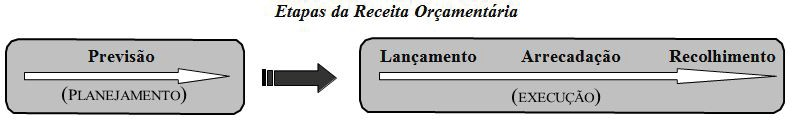 Etapas da Receita Orçamentária
Previsão
(PLANEJAMENTO)
Lançamento Arrecadação Recolhimento
(EXECUÇÃO)